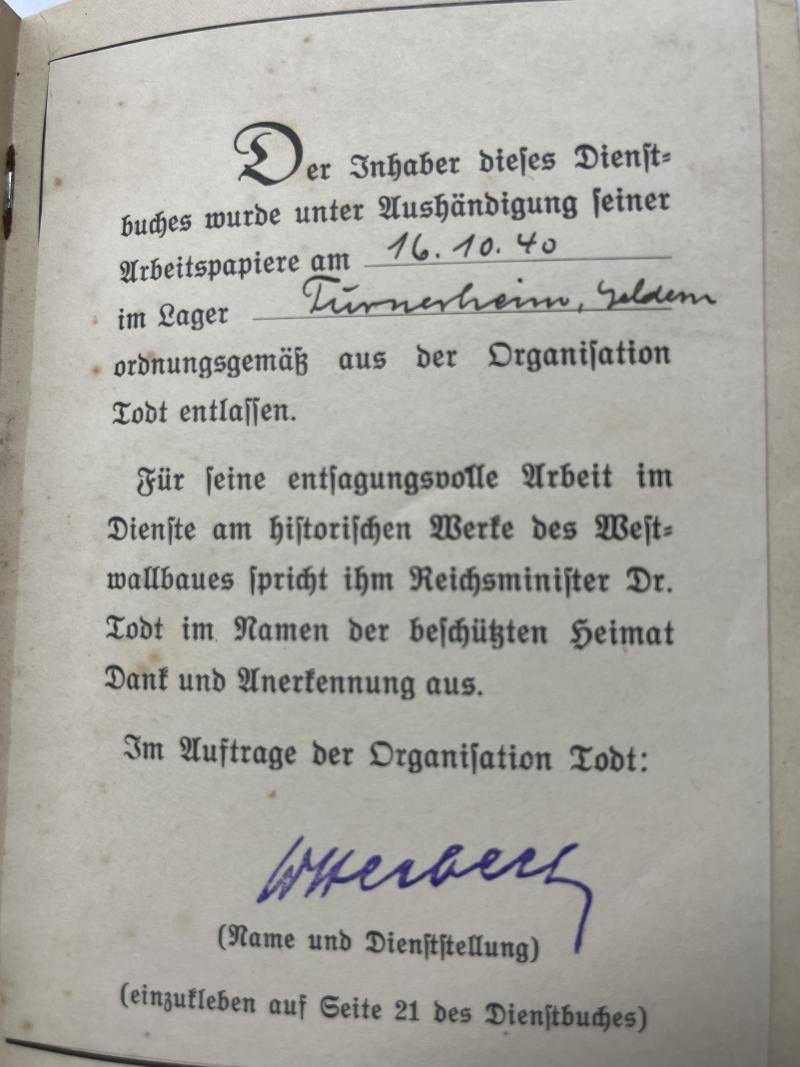 Der Inhaber dieses Dienst-
buches wurde unter Aushändigung seiner
Arbeitspapiere am 16.10.40
im Lager Turnerheim, Geldern
ordnungsgemäß aus der Organisation
Todt entlassen.
Für seine entsagungsvolle Arbeit im
Dienste am historischen Werke des West-
wallbaues spricht ihm Reichsminister Dr.
Todt im Namen der beschützten Heimat
Dank und Anerkennung aus.
Im Auftrage der Organisation Todt:
(Name und Dienststellung)
(einzukleben auf Seite 21 des Dienstbuches)